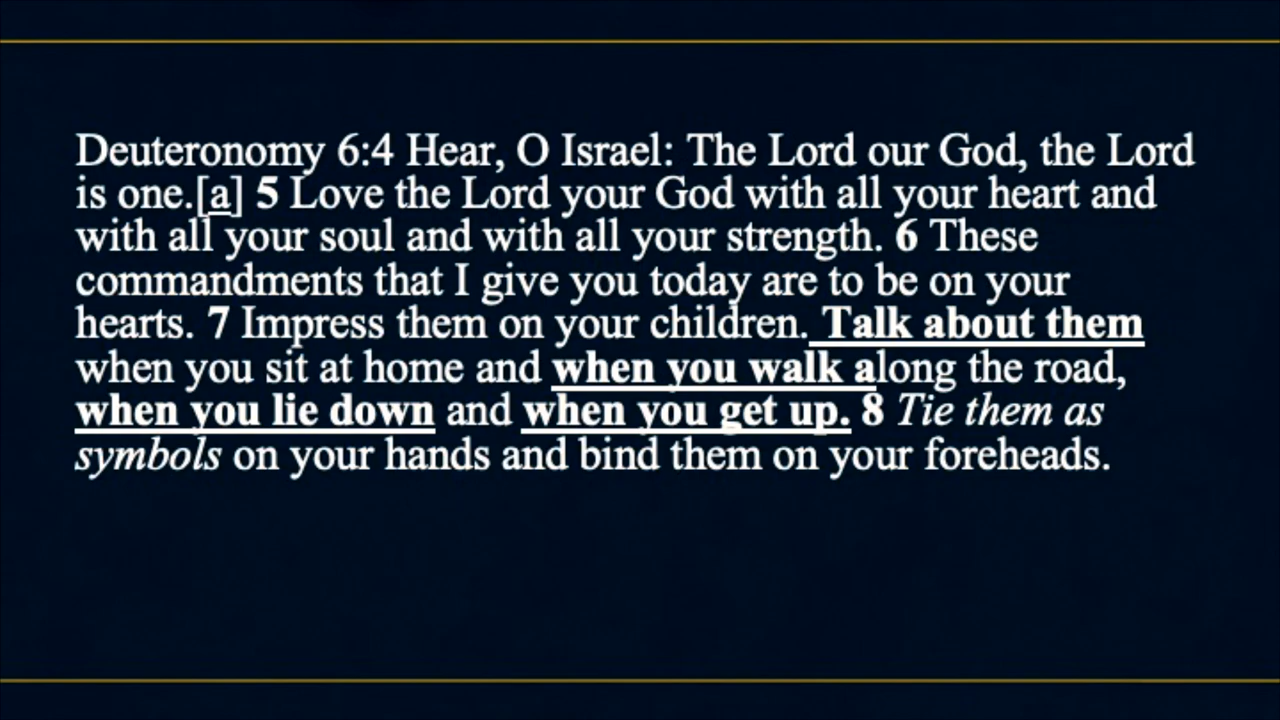 Deuteronomy 6:4 Hear, O Israel: The Lord our God, the Lord
is one.[a] 5 Love the Lord your God with all your heart and
with all your soul and with all your strength. 6 These
commandments that I give you today are to be on your
hearts. 7 Impress them on your children. Talk about them
when you sit at home and when you walk along the road,
when you lie down and when you get up. 8 Tie them as
symbols on your hands and bind them on your foreheads.